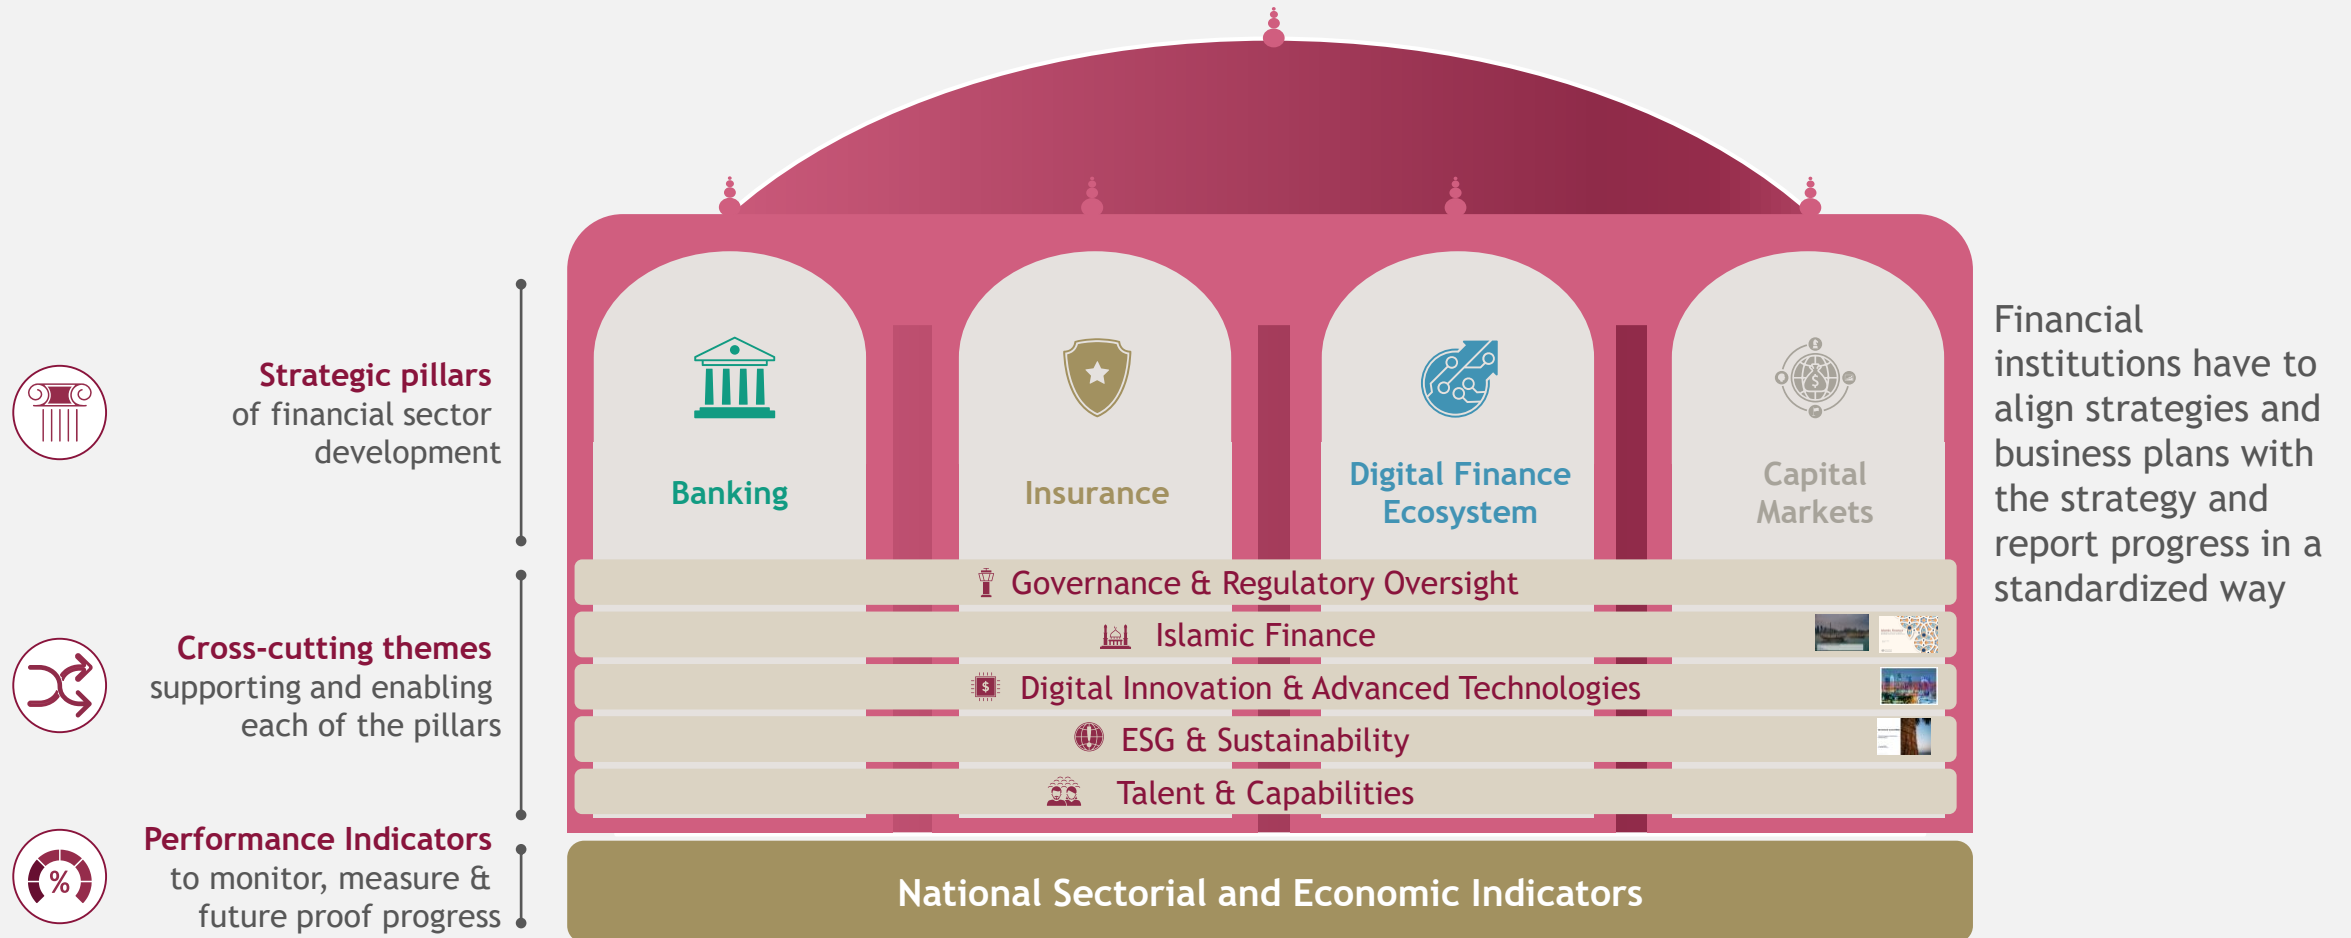 Strategic pillars
of financial sector
development
Cross-cutting themes
supporting and enabling
each of the pillars
Performance Indicators
to monitor, measure &
future proof progress
%
Banking
Insurance
Digital Finance
Ecosystem
Capital
Markets
$
Governance & Regulatory Oversight
Islamic Finance
$
Digital Innovation & Advanced Technologies
ESG & Sustainability
Talent & Capabilities
National Sectorial and Economic Indicators
Financial
institutions have to
align strategies and
business plans with
the strategy and
report progress in a
standardized way